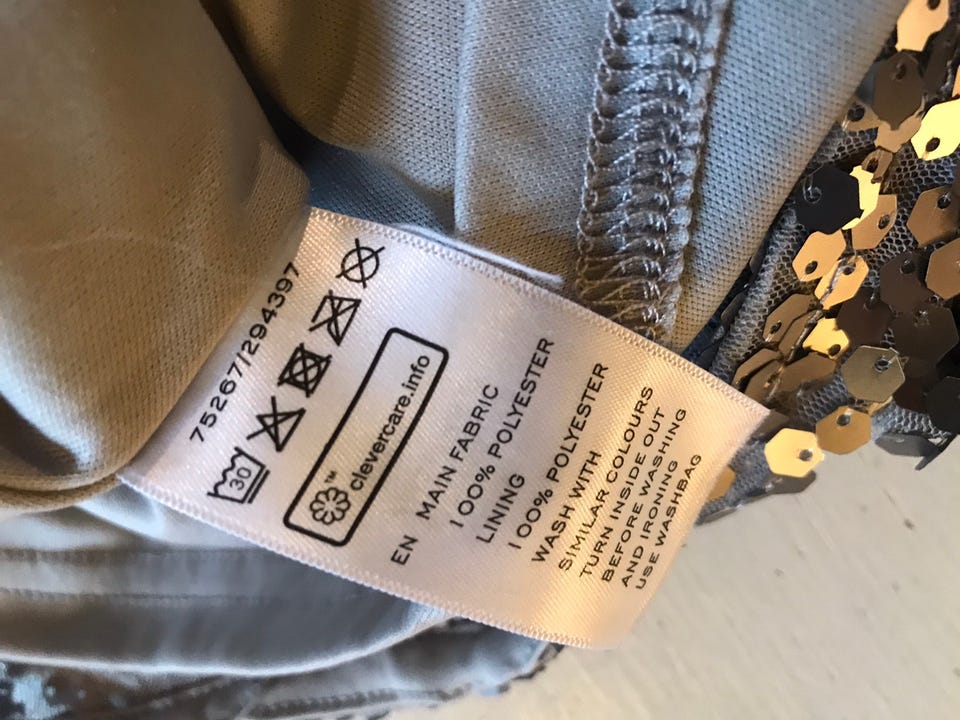 75267/294397
30
clevercare.info™
EN MAIN FABRIC
100% POLYESTER
LINING
100% POLYESTER
WASH WITH
SIMILAR COLOURS
TURN INSIDE OUT
BEFORE WASHING
AND IRONING
USE WASHBAG